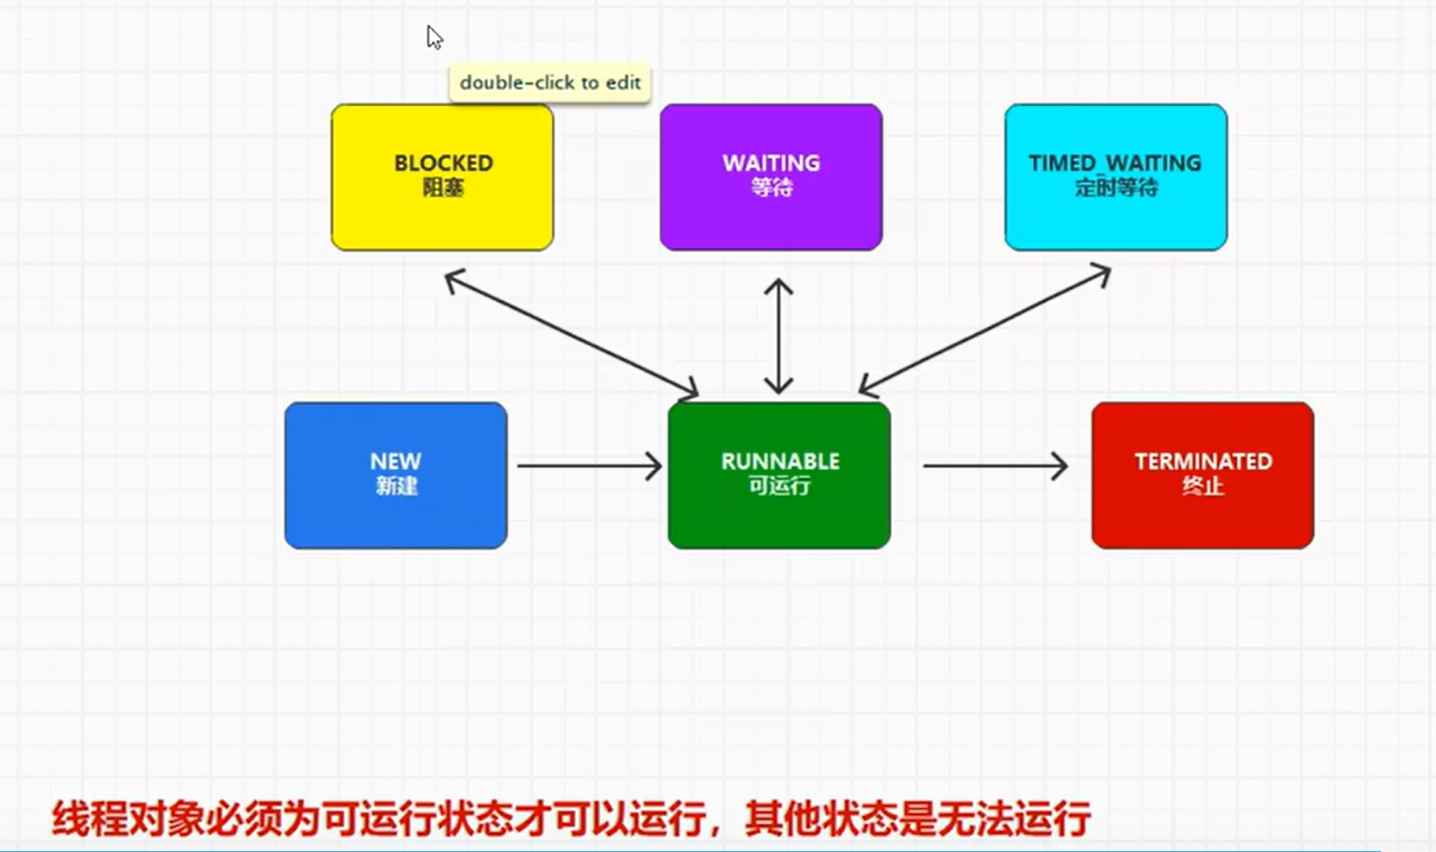 double-click to edit
BLOCKED
阻塞
WAITING
等待
TIMED_WAITING
定时等待
NEW
新建
RUNNABLE
可运行
TERMINATED
终止
线程对象必须为可运行状态才可以运行，其他状态是无法运行